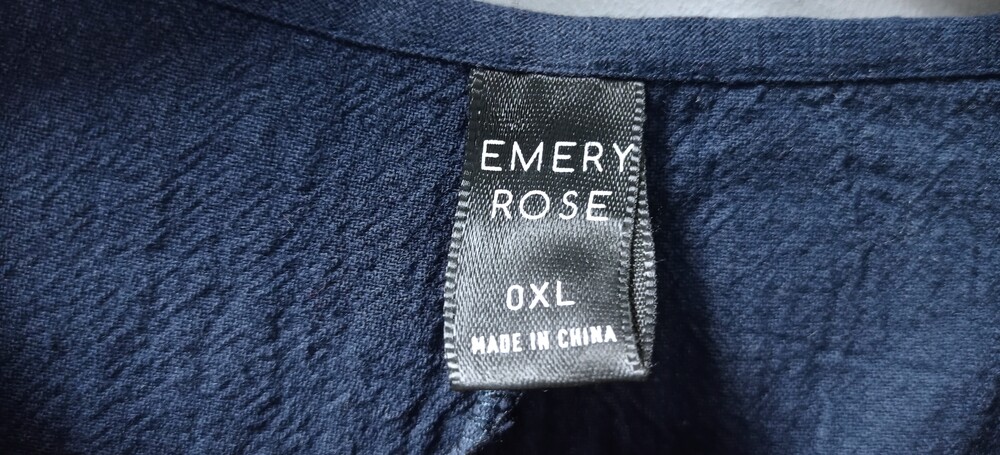 EMERY
ROSE
0XL
MADE IN CHINA